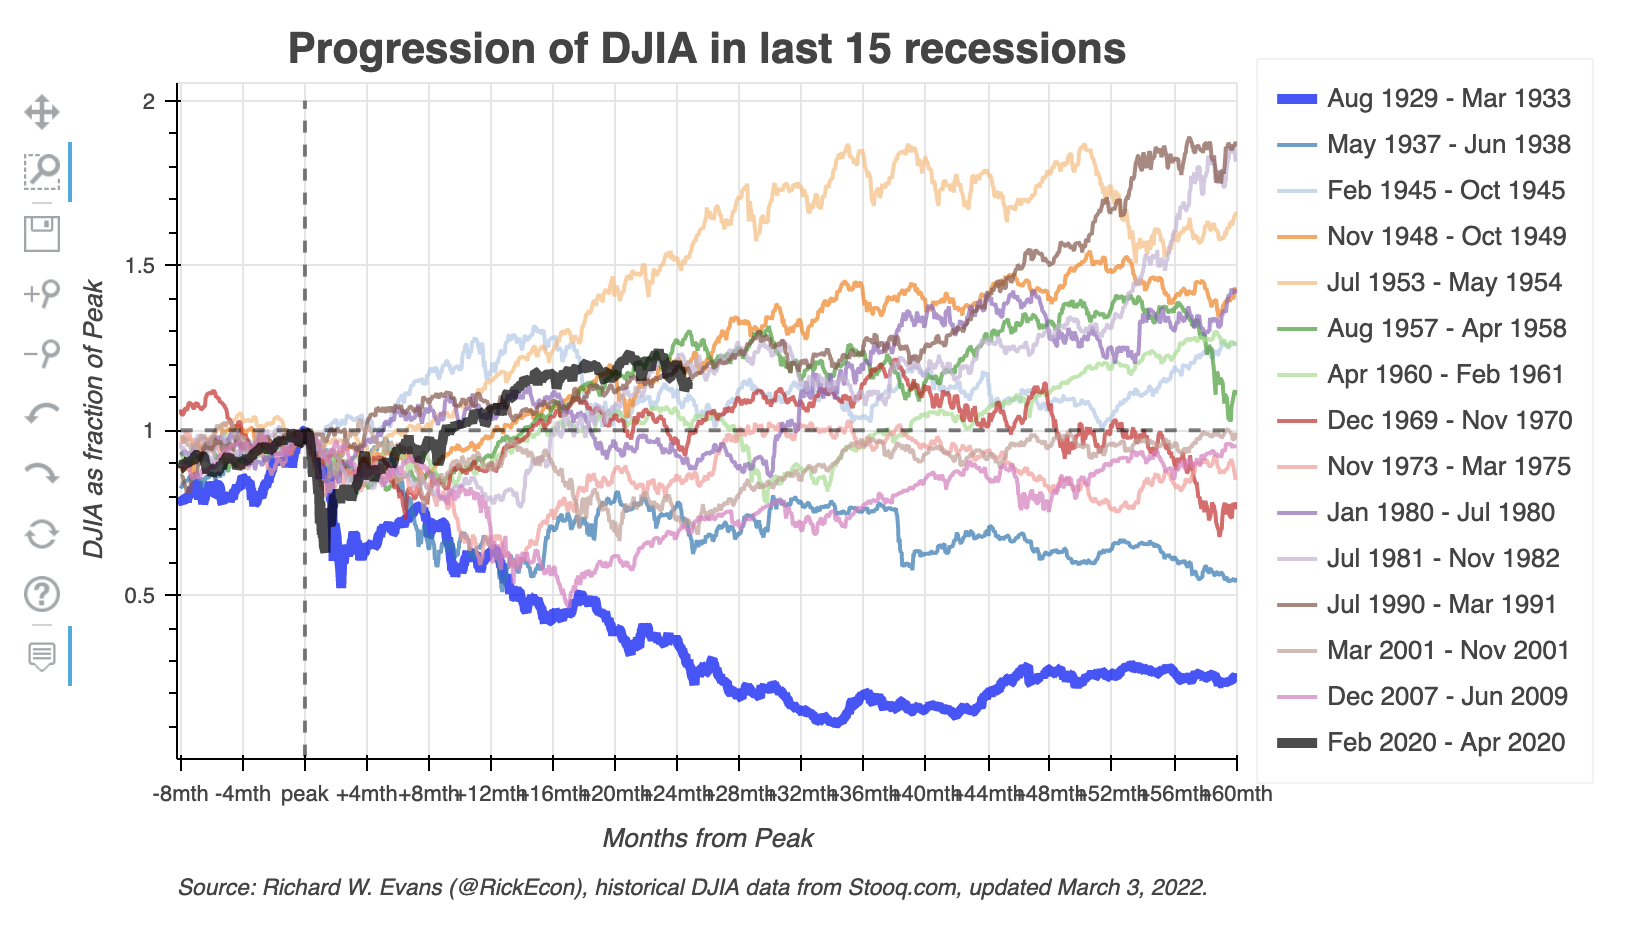 Progression of DJIA in last 15 recessions
2
1.5
1
0.5
DJIA as fraction of Peak
-8mth -4mth peak +4mth +8mth +12mth +16mth +20mth +24mth +28mth +32mth +36mth +40mth +44mth +48mth +52mth +56mth +60mth
Months from Peak
Source: Richard W. Evans (@RickEcon), historical DJIA data from Stooq.com, updated March 3, 2022.
Aug 1929 - Mar 1933
May 1937 - Jun 1938
Feb 1945 - Oct 1945
Nov 1948 - Oct 1949
Jul 1953 - May 1954
Aug 1957 - Apr 1958
Apr 1960 - Feb 1961
Dec 1969 - Nov 1970
Nov 1973 - Mar 1975
Jan 1980 - Jul 1980
Jul 1981 - Nov 1982
Jul 1990 - Mar 1991
Mar 2001 - Nov 2001
Dec 2007 - Jun 2009
Feb 2020 - Apr 2020